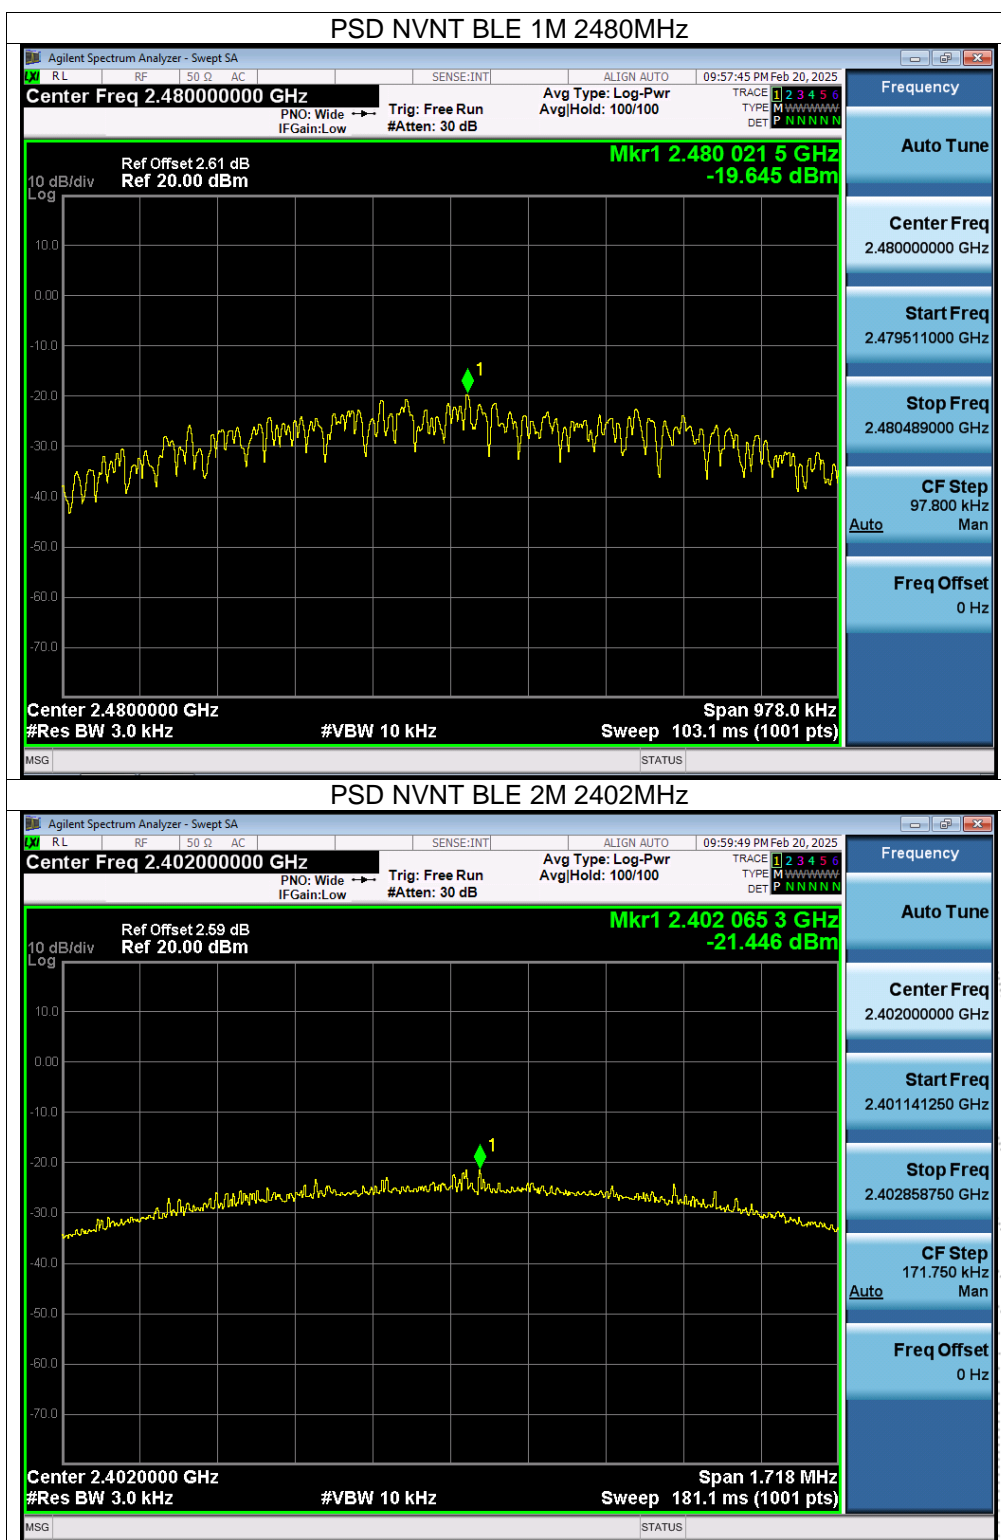 PSD NVNT BLE 1M 2480MHz
Agilent Spectrum Analyzer - Swept SA
LXI RL RF 50 Ω AC SENSE:INT ALIGN AUTO 09:57:45 PM Feb 20, 2025
Center Freq 2.480000000 GHz
PNO: Wide
IFGain:Low
Trig: Free Run
#Atten: 30 dB
Avg Type: Log-Pwr
Avg|Hold: 100/100
TRACE 1 2 3 4 5 6
TYPE M WWWWW
DET P N N N N N
Mkr1 2.480 021 5 GHz
-19.645 dBm
Ref Offset 2.61 dB
10 dB/div Ref 20.00 dBm
Log
10.0
0.00
-10.0
-20.0
-30.0
-40.0
-50.0
-60.0
-70.0
1
Center 2.4800000 GHz Span 978.0 kHz
#Res BW 3.0 kHz #VBW 10 kHz Sweep 103.1 ms (1001 pts)
MSG STATUS
Frequency
Auto Tune
Center Freq
2.480000000 GHz
Start Freq
2.479511000 GHz
Stop Freq
2.480489000 GHz
CF Step
97.800 kHz
Auto Man
Freq Offset
0 Hz
PSD NVNT BLE 2M 2402MHz
Agilent Spectrum Analyzer - Swept SA
LXI RL RF 50 Ω AC SENSE:INT ALIGN AUTO 09:59:49 PM Feb 20, 2025
Center Freq 2.402000000 GHz
PNO: Wide
IFGain:Low
Trig: Free Run
#Atten: 30 dB
Avg Type: Log-Pwr
Avg|Hold: 100/100
TRACE 1 2 3 4 5 6
TYPE M WWWWW
DET P N N N N N
Mkr1 2.402 065 3 GHz
-21.446 dBm
Ref Offset 2.59 dB
10 dB/div Ref 20.00 dBm
Log
10.0
0.00
-10.0
-20.0
-30.0
-40.0
-50.0
-60.0
-70.0
1
Center 2.4020000 GHz Span 1.718 MHz
#Res BW 3.0 kHz #VBW 10 kHz Sweep 181.1 ms (1001 pts)
MSG STATUS
Frequency
Auto Tune
Center Freq
2.402000000 GHz
Start Freq
2.401141250 GHz
Stop Freq
2.402858750 GHz
CF Step
171.750 kHz
Auto Man
Freq Offset
0 Hz